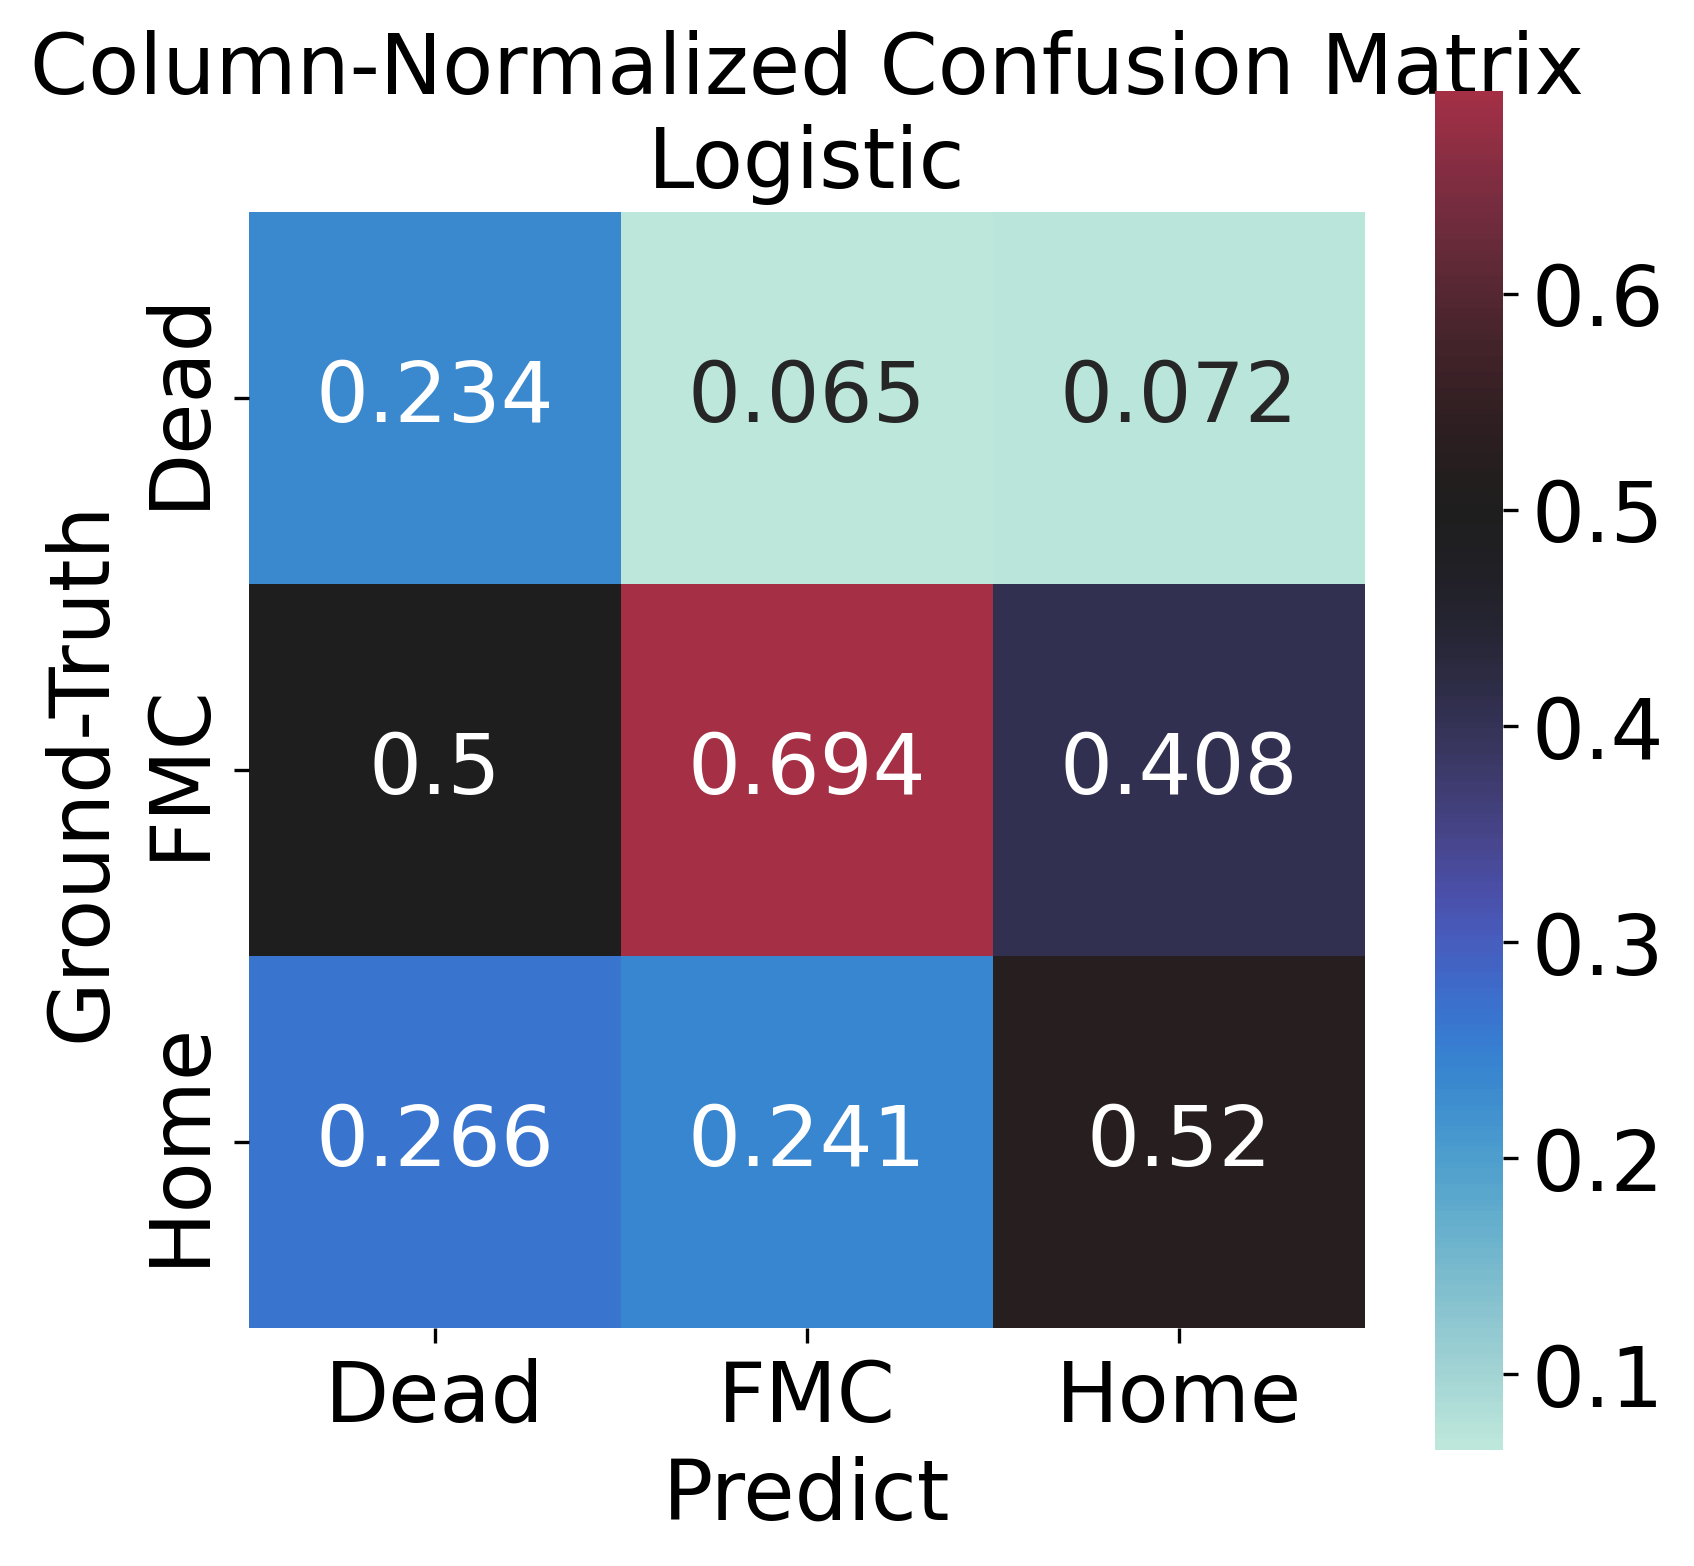 Column-Normalized Confusion Matrix
Logistic
Ground-Truth
Dead
FMC
Home
0.234 0.065 0.072
0.5 0.694 0.408
0.266 0.241 0.52
Dead FMC Home
Predict
0.6
0.5
0.4
0.3
0.2
0.1